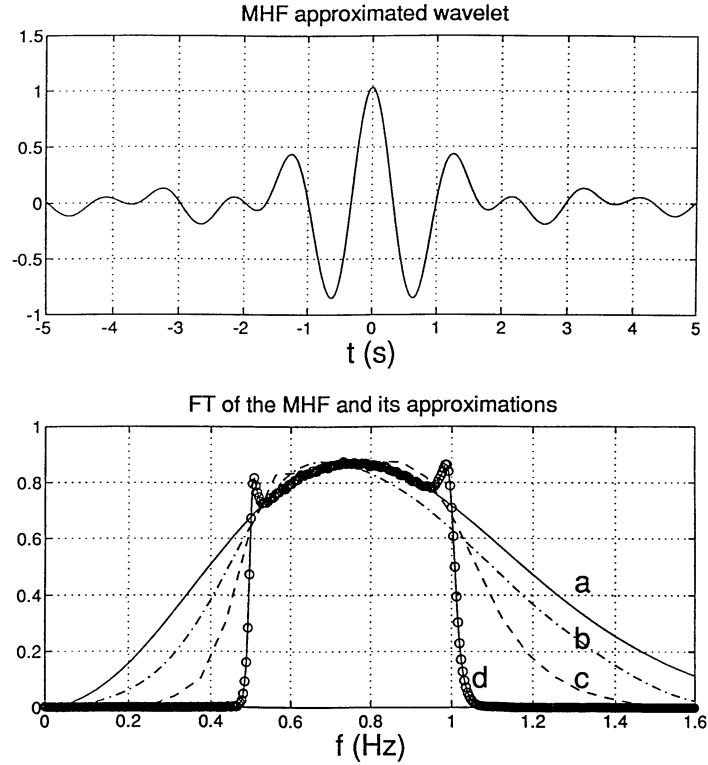 MHF approximated wavelet
1.5
1
0.5
0
-0.5
-1
-5 -4 -3 -2 -1 0 1 2 3 4 5
t (s)
FT of the MHF and its approximations
1
0.8
0.6
0.4
0.2
0
a
b
c
d
0 0.2 0.4 0.6 0.8 1 1.2 1.4 1.6
f (Hz)